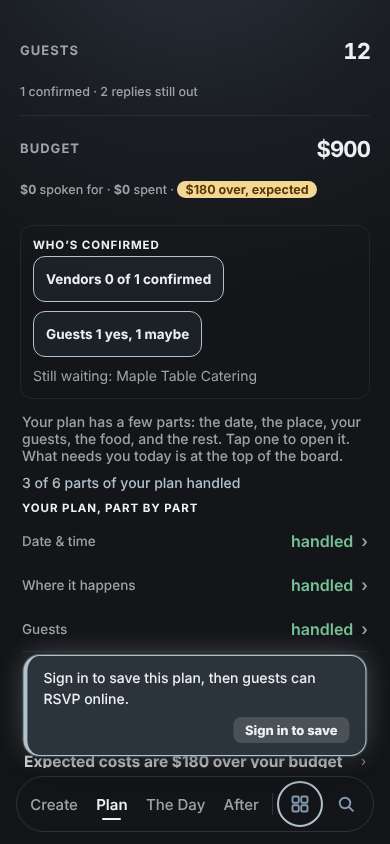 GUESTS 12
1 confirmed · 2 replies still out
BUDGET $900
$0 spoken for · $0 spent · $180 over, expected
WHO'S CONFIRMED
Vendors 0 of 1 confirmed
Guests 1 yes, 1 maybe
Still waiting: Maple Table Catering
Your plan has a few parts: the date, the place, your
guests, the food, and the rest. Tap one to open it.
What needs you today is at the top of the board.
3 of 6 parts of your plan handled
YOUR PLAN, PART BY PART
Date & time handled ›
Where it happens handled ›
Guests handled ›
Sign in to save this plan, then guests can
RSVP online.
Sign in to save
Expected costs are $180 over your budget ›
Create Plan The Day After